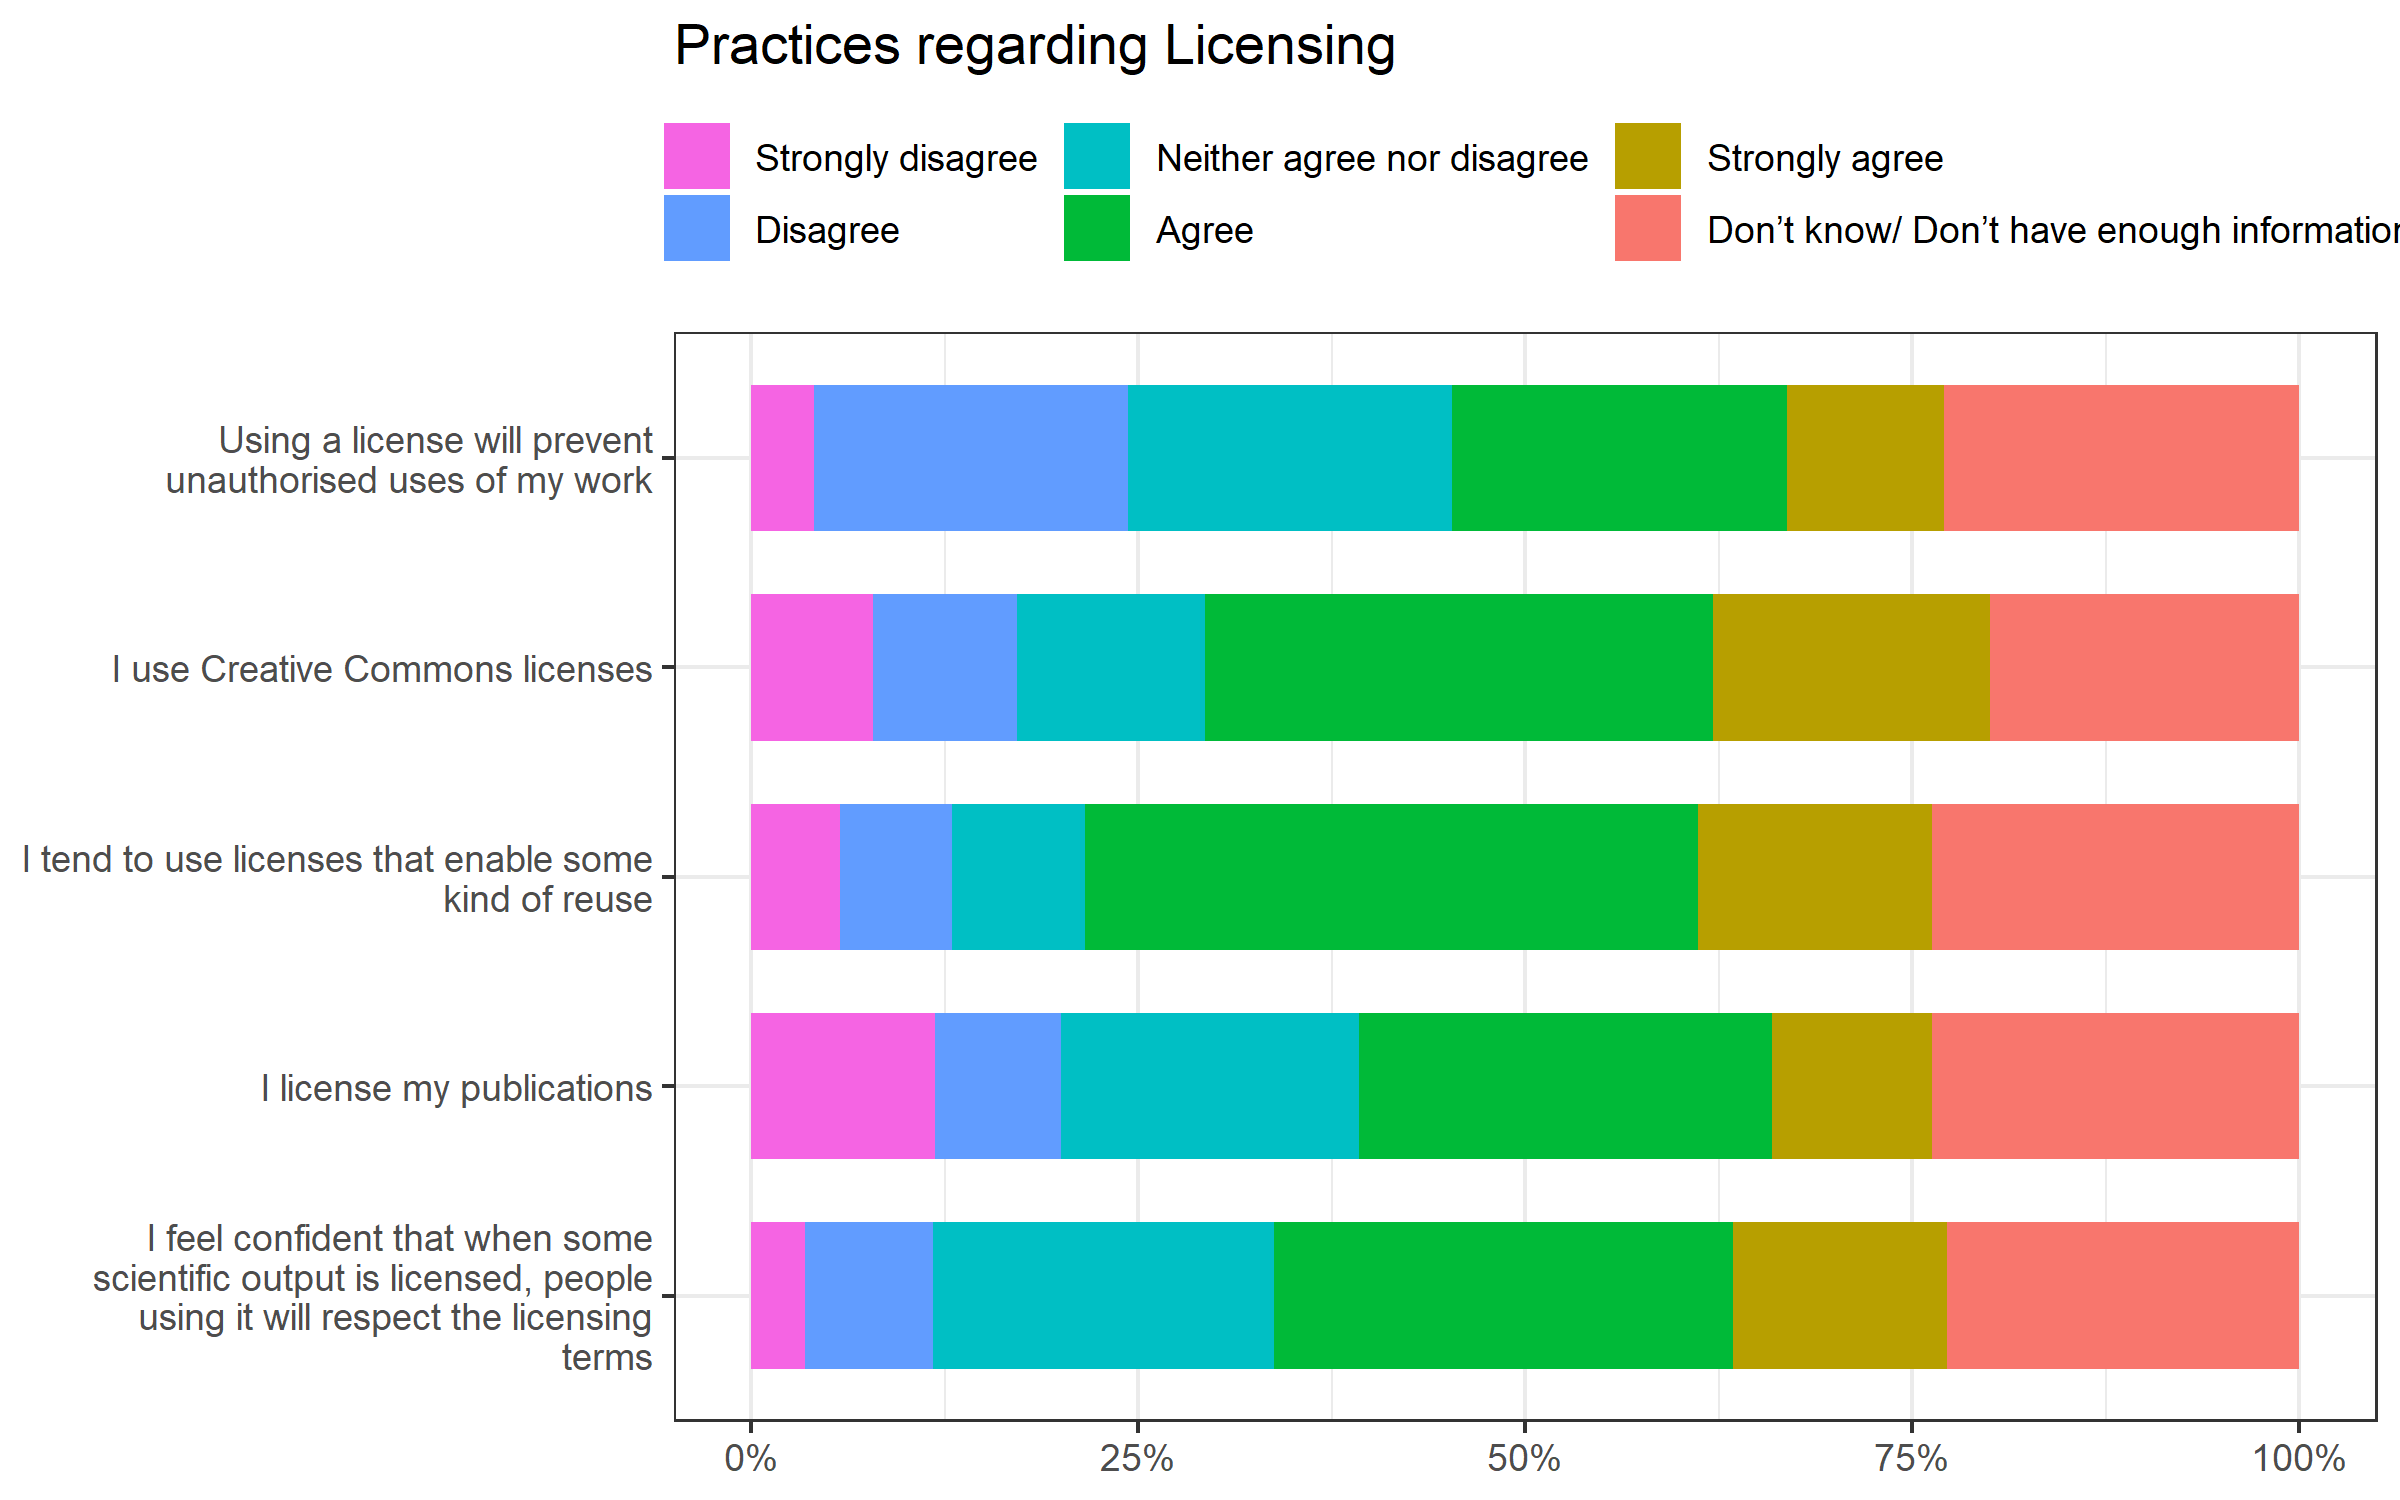 Practices regarding Licensing
Strongly disagree
Neither agree nor disagree
Strongly agree
Disagree
Agree
Don’t know/ Don’t have enough
Using a license will prevent
unauthorised uses of my work
I use Creative Commons licenses
I tend to use licenses that enable some
kind of reuse
I license my publications
I feel confident that when some
scientific output is licensed, people
using it will respect the licensing
terms
0%
25%
50%
75%
100%